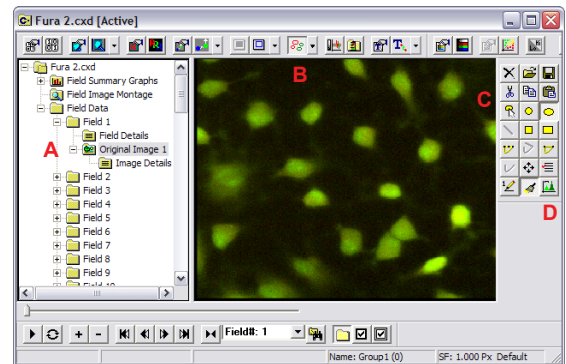 Fura 2.cxd [Active]
B
Fura 2.cxd
Field Summary Graphs
Field Image Montage
Field Data
Field 1
Field Details
A
Original Image 1
Image Details
Field 2
Field 3
Field 4
Field 5
Field 6
Field 7
Field 8
Field 9
C
D
Field#: 1
Name: Group1 (0)
SF: 1.000 Px Default